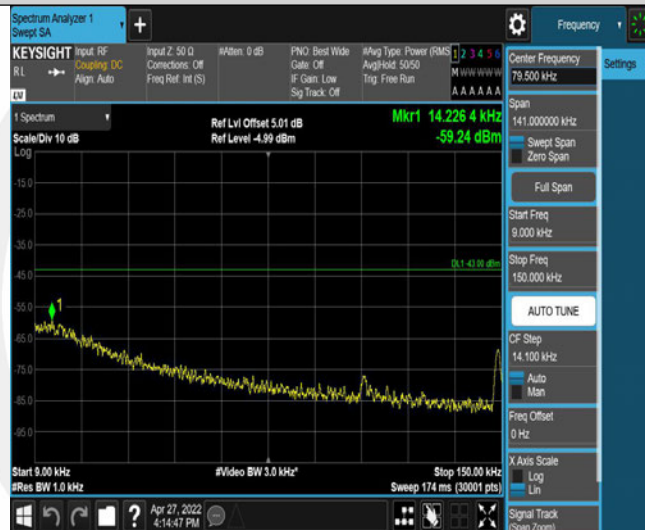 Spectrum Analyzer 1
Swept SA
+
Frequency
KEYSIGHT
RL
LXI
Input: RF
Coupling: DC
Align: Auto
Input Z: 50 Ω
Corrections: Off
Freq Ref: Int (S)
#Atten: 0 dB
PNO: Best Wide
Gate: Off
IF Gain: Low
Sig Track: Off
#Avg Type: Power (RMS
Avg|Hold: 50/50
Trig: Free Run
1 2 3 4 5 6
M W W W W W
A A A A A A
1 Spectrum
Scale/Div 10 dB
Log
Ref Lvl Offset 5.01 dB
Ref Level -4.99 dBm
Mkr1 14.226 4 kHz
-59.24 dBm
-15.0
-25.0
-35.0
DL1 -43.00 dBm
-45.0
-55.0
1
-65.0
-75.0
-85.0
-95.0
Start 9.00 kHz
#Res BW 1.0 kHz
#Video BW 3.0 kHz*
Stop 150.00 kHz
Sweep 174 ms (30001 pts)
?
Apr 27, 2022
4:14:47 PM
Center Frequency
79.500 kHz
Settings
Span
141.000000 kHz
Swept Span
Zero Span
Full Span
Start Freq
9.000 kHz
Stop Freq
150.000 kHz
AUTO TUNE
CF Step
14.100 kHz
Auto
Man
Freq Offset
0 Hz
X Axis Scale
Log
Lin
Signal Track
(Span Zoom)